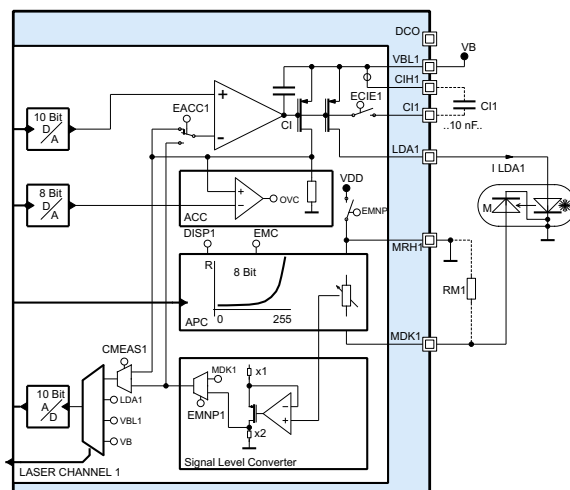 DCO
VBL1
VB
CIH1
ECIE1
CI1
CI1
..10 nF..
10 Bit
D/A
EACC1
+
−
CI
LDA1
I LDA1
8 Bit
D/A
+
−
OVC
ACC
VDD
EMNP
M
DISP1
EMC
MRH1
R
8 Bit
0
255
APC
RM1
MDK1
CMEAS1
MDK1
x1
−
+
EMNP1
x2
10 Bit
A/D
LDA1
VBL1
VB
Signal Level Converter
LASER CHANNEL 1